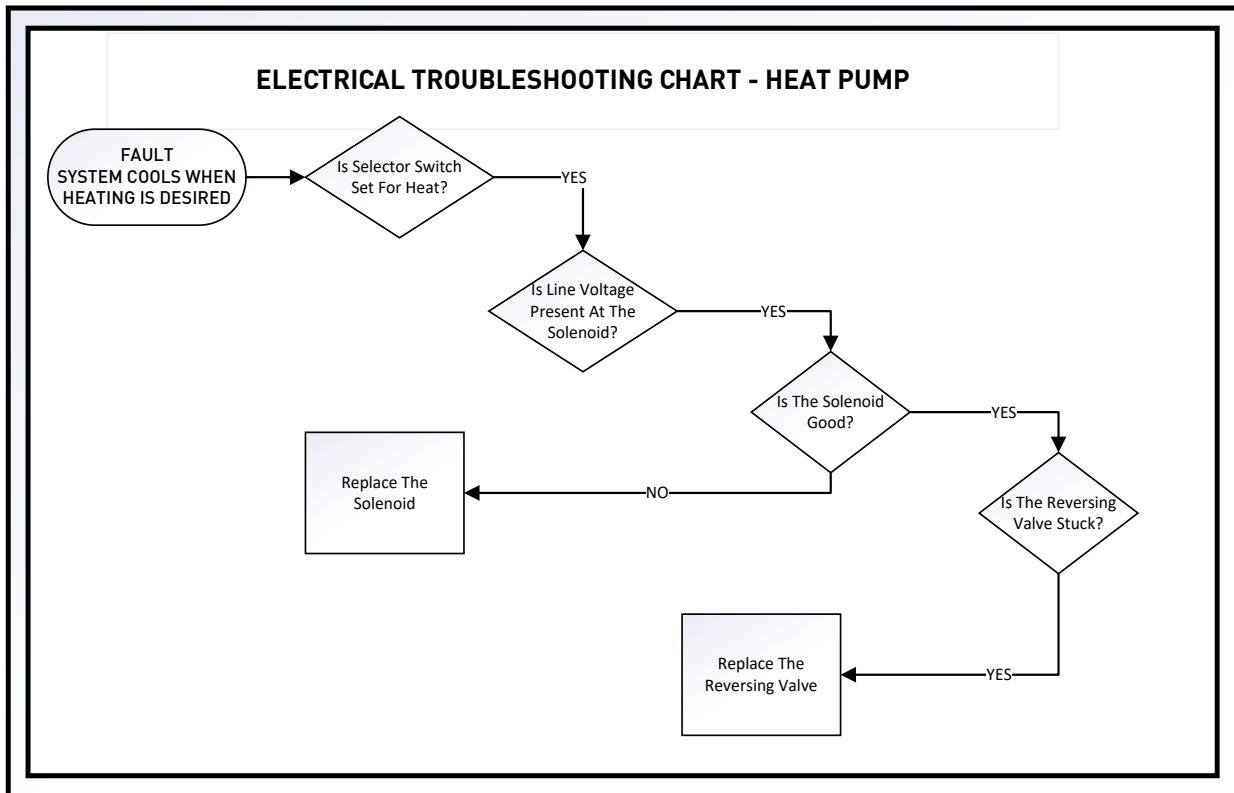 ELECTRICAL TROUBLESHOOTING CHART - HEAT PUMP
FAULT
SYSTEM COOLS WHEN
HEATING IS DESIRED
Is Selector Switch
Set For Heat?
YES
Is Line Voltage
Present At The
Solenoid?
YES
Is The Solenoid
Good?
YES
NO
Replace The
Solenoid
Is The Reversing
Valve Stuck?
YES
Replace The
Reversing Valve